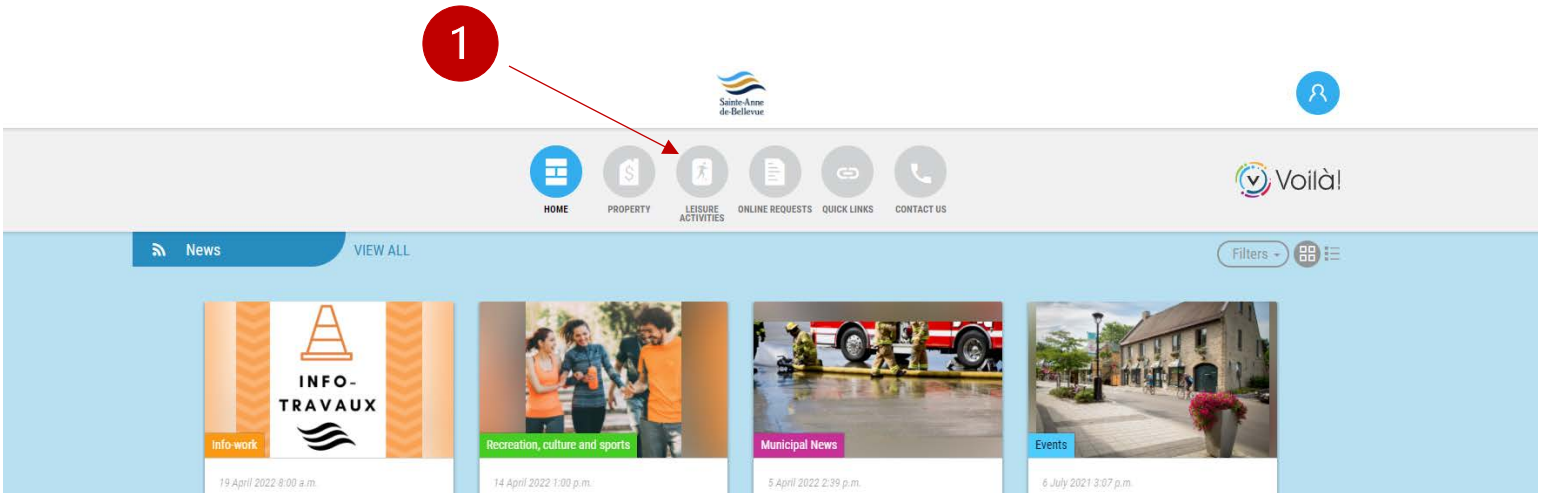 1
Sainte-Anne
de-Bellevue
Voilà!
HOME
PROPERTY
LEISURE
ACTIVITIES
ONLINE REQUESTS
QUICK LINKS
CONTACT US
News
VIEW ALL
Filters
INFO-
TRAVAUX
Info-work
Recreation, culture and sports
Municipal News
Events
19 April 2022 8:00 a.m.
14 April 2022 1:00 p.m.
5 April 2022 2:39 p.m.
6 July 2021 3:07 p.m.